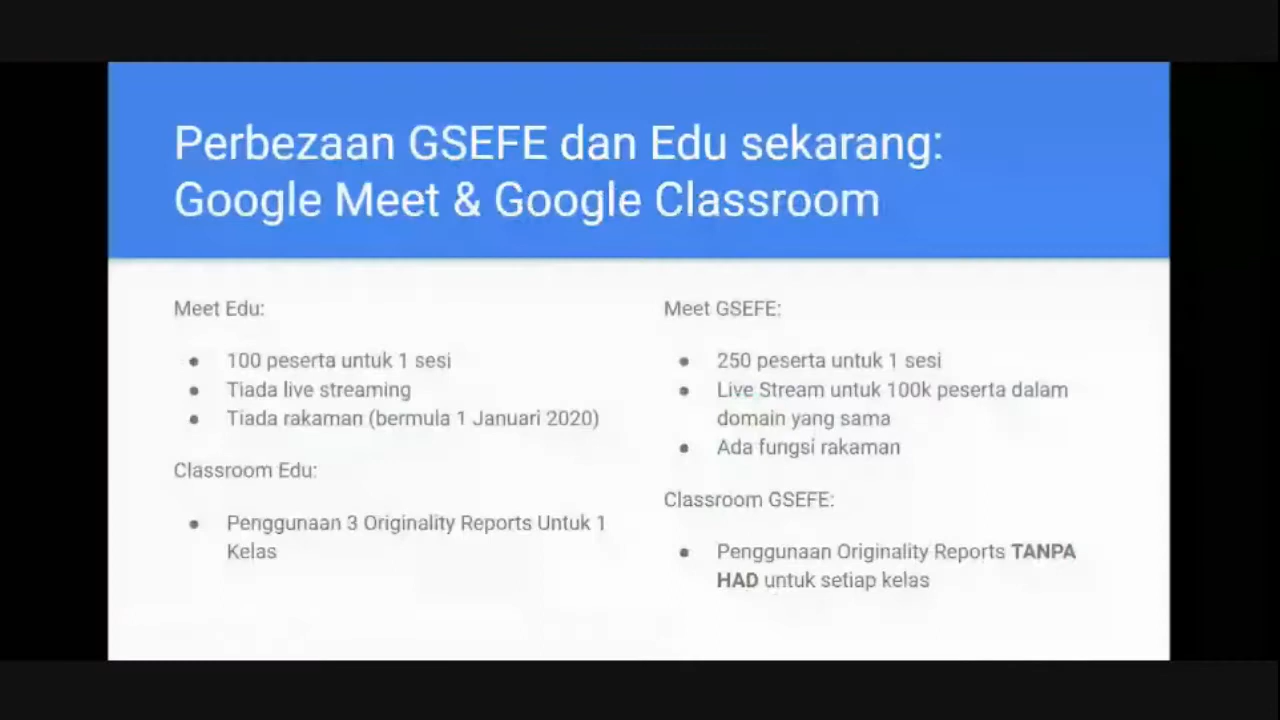 Perbezaan GSEFE dan Edu sekarang:
Google Meet & Google Classroom
Meet Edu:
● 100 peserta untuk 1 sesi
● Tiada live streaming
● Tiada rakaman (bermula 1 Januari 2020)
Classroom Edu:
● Penggunaan 3 Originality Reports Untuk 1
Kelas
Meet GSEFE:
● 250 peserta untuk 1 sesi
● Live Stream untuk 100k peserta dalam
domain yang sama
● Ada fungsi rakaman
Classroom GSEFE:
● Penggunaan Originality Reports TANPA
HAD untuk setiap kelas